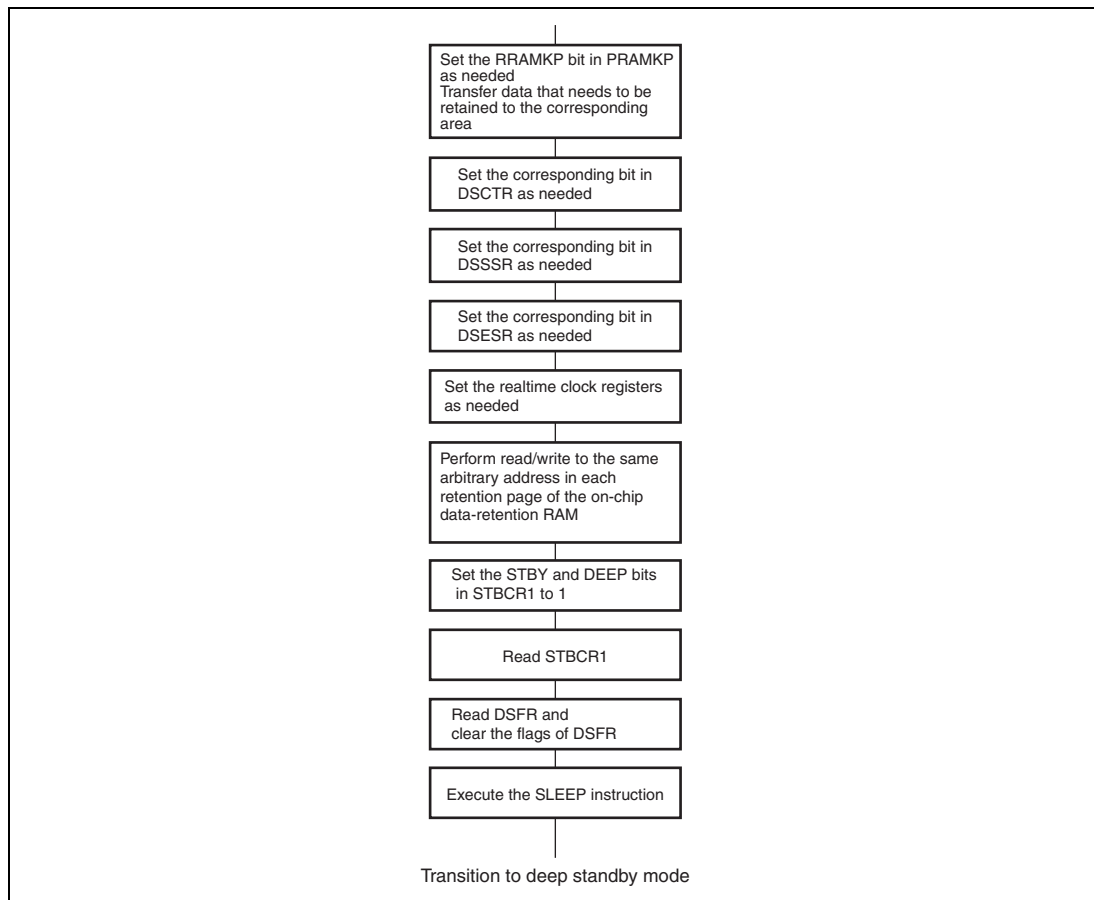 Set the RRAMKP bit in PRAMKP
as needed
Transfer data that needs to be
retained to the corresponding
area
Set the corresponding bit in
DSCTR as needed
Set the corresponding bit in
DSSSR as needed
Set the corresponding bit in
DSESR as needed
Set the realtime clock registers
as needed
Perform read/write to the same
arbitrary address in each
retention page of the on-chip
data-retention RAM
Set the STBY and DEEP bits
in STBCR1 to 1
Read STBCR1
Read DSFR and
clear the flags of DSFR
Execute the SLEEP instruction
Transition to deep standby mode